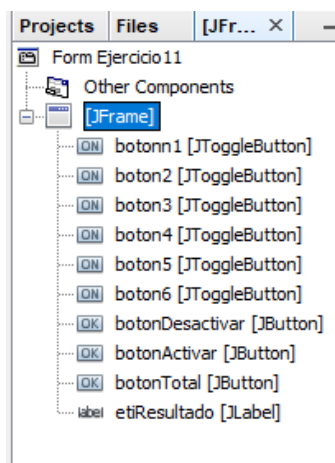 Projects Files [JFr... ×
Form Ejercicio11
Other Components
[JFrame]
ON botonn1 [JToggleButton]
ON boton2 [JToggleButton]
ON boton3 [JToggleButton]
ON boton4 [JToggleButton]
ON boton5 [JToggleButton]
ON boton6 [JToggleButton]
OK botonDesactivar [JButton]
OK botonActivar [JButton]
OK botonTotal [JButton]
label etiResultado [JLabel]